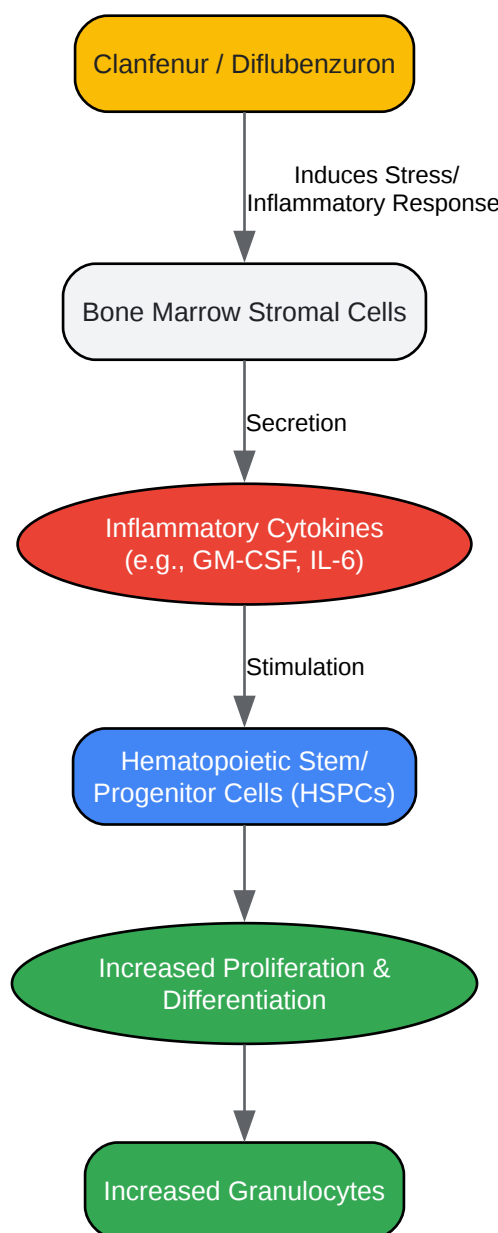 Clanfenur / Diflubenzuron
Induces Stress/
Inflammatory Response
Bone Marrow Stromal Cells
Secretion
Inflammatory Cytokines
(e.g., GM-CSF, IL-6)
Stimulation
Hematopoietic Stem/
Progenitor Cells (HSPCs)
Increased Proliferation &
Differentiation
Increased Granulocytes